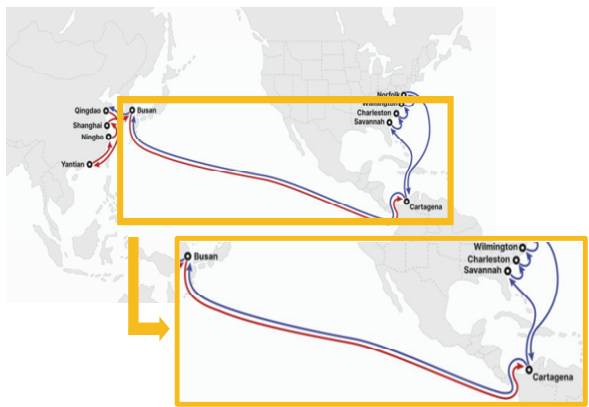 Norfolk
Wilmington
Charleston
Savannah
Qingdao
Busan
Shanghai
Ningbo
Yantian
Cartagena
Wilmington
Charleston
Savannah
Busan
Cartagena